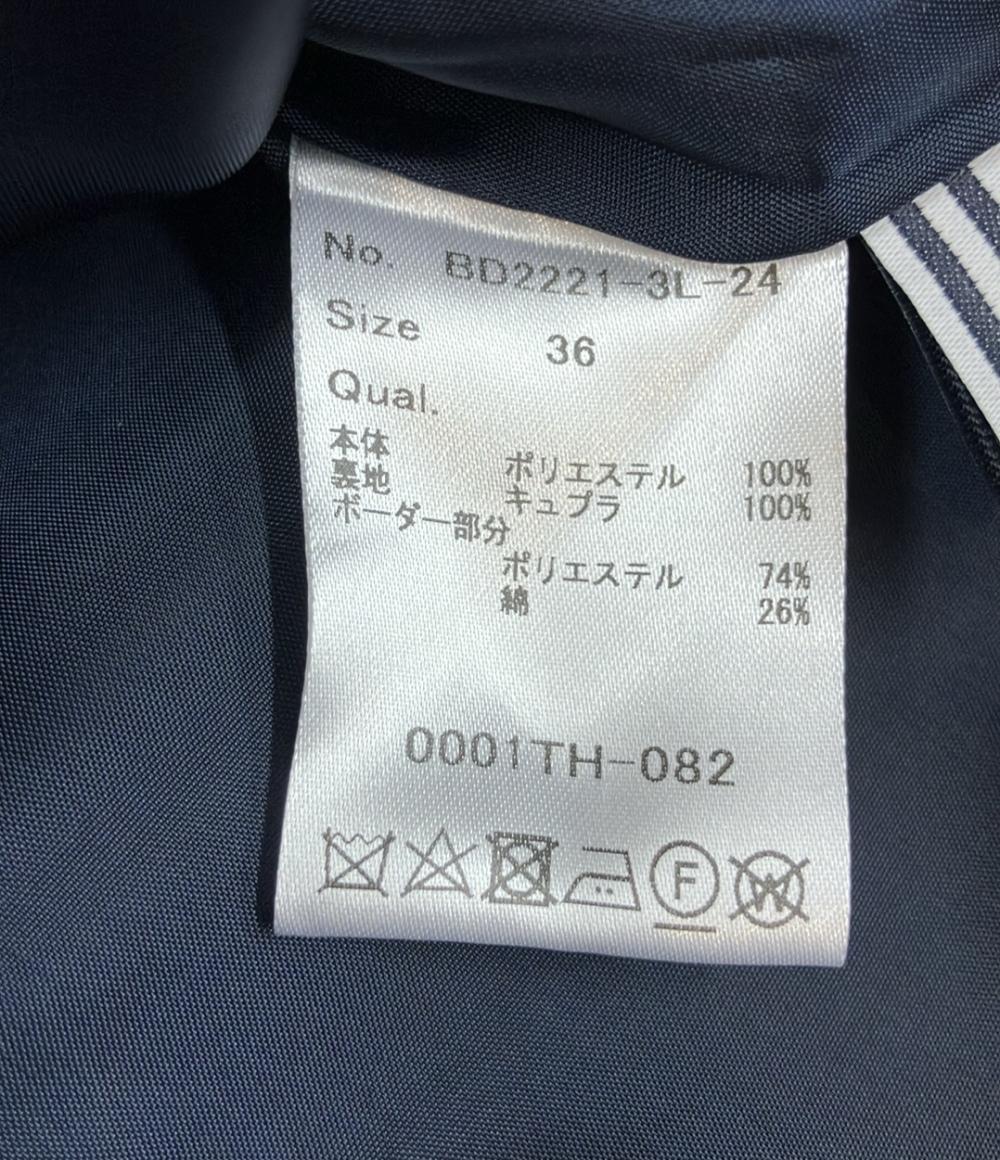 No. BD2221-3L-24
Size 36
Qual.
本体 ポリエステル 100%
裏地 キュプラ 100%
ボーダー部分
ポリエステル 74%
綿 26%
0001TH-082
F W